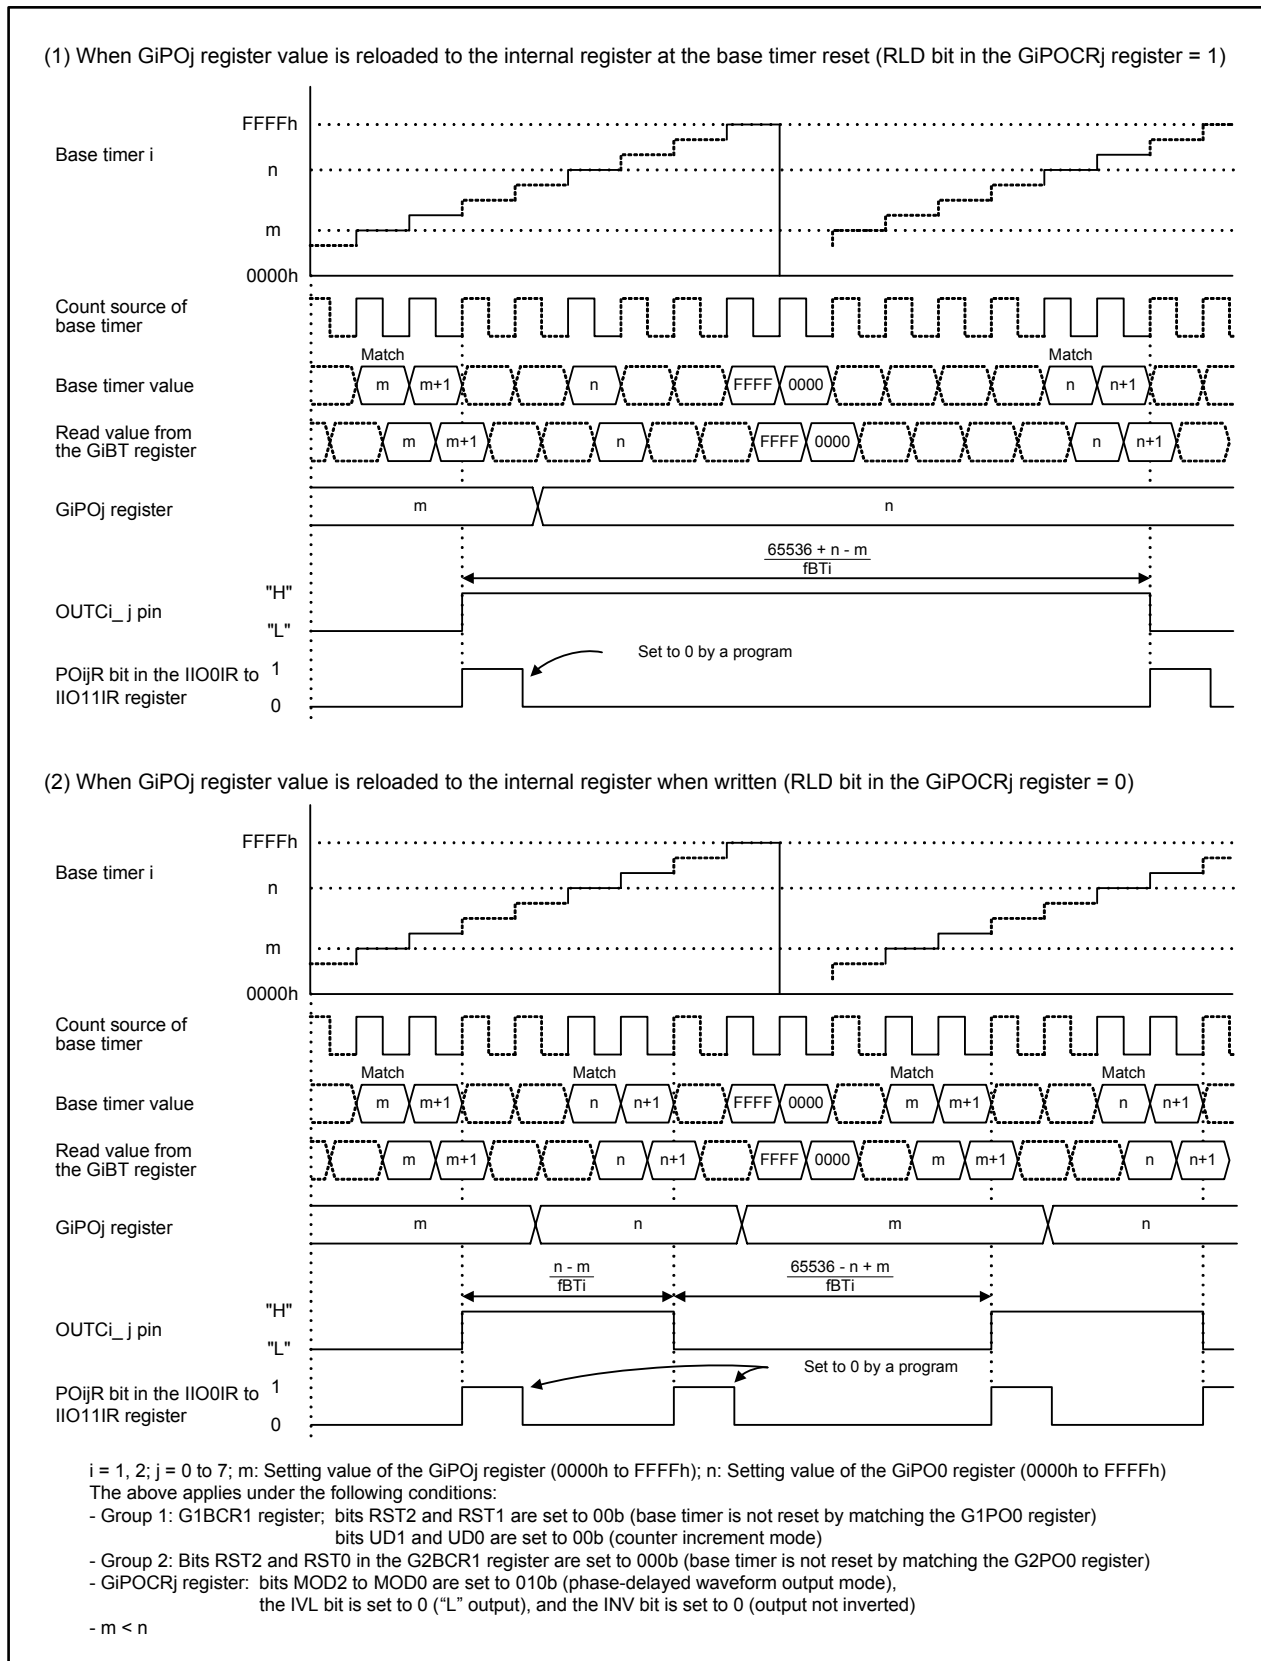 (1) When GiPOj register value is reloaded to the internal register at the base timer reset (RLD bit in the GiPOCRj register = 1)
FFFFh
Base timer i
n
m
0000h
Count source of
base timer
Match Match
Base timer value
m m+1 n FFFF 0000 n n+1
Read value from
the GiBT register
m m+1 n FFFF 0000 n n+1
GiPOj register
m n
65536 + n - m
fBTi
"H"
OUTCi_ j pin
"L"
Set to 0 by a program
POijR bit in the IIO0IR to
IIO11IR register
1
0
(2) When GiPOj register value is reloaded to the internal register when written (RLD bit in the GiPOCRj register = 0)
FFFFh
Base timer i
n
m
0000h
Count source of
base timer
Match Match Match Match
Base timer value
m m+1 n n+1 FFFF 0000 m m+1 n n+1
Read value from
the GiBT register
m m+1 n n+1 FFFF 0000 m m+1 n n+1
GiPOj register
m n m n
n - m 65536 - n + m
fBTi fBTi
"H"
OUTCi_ j pin
"L"
Set to 0 by a program
POijR bit in the IIO0IR to
IIO11IR register
1
0
i = 1, 2; j = 0 to 7; m: Setting value of the GiPOj register (0000h to FFFFh); n: Setting value of the GiPO0 register (0000h to FFFFh)
The above applies under the following conditions:
- Group 1: G1BCR1 register; bits RST2 and RST1 are set to 00b (base timer is not reset by matching the G1PO0 register)
bits UD1 and UD0 are set to 00b (counter increment mode)
- Group 2: Bits RST2 and RST0 in the G2BCR1 register are set to 000b (base timer is not reset by matching the G2PO0 register)
- GiPOCRj register: bits MOD2 to MOD0 are set to 010b (phase-delayed waveform output mode),
the IVL bit is set to 0 (“L” output), and the INV bit is set to 0 (output not inverted)
- m < n